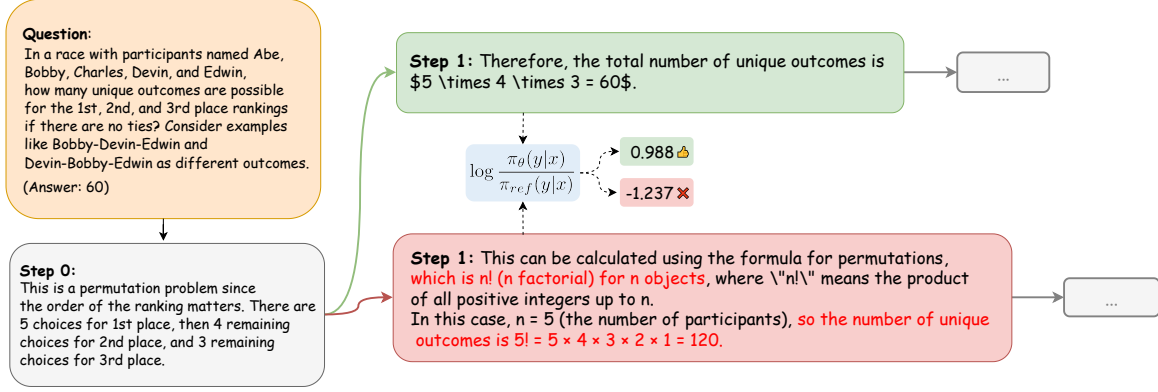 Question:
In a race with participants named Abe,
Bobby, Charles, Devin, and Edwin,
how many unique outcomes are possible
for the 1st, 2nd, and 3rd place rankings
if there are no ties? Consider examples
like Bobby-Devin-Edwin and
Devin-Bobby-Edwin as different outcomes.
(Answer: 60)
Step 0:
This is a permutation problem since
the order of the ranking matters. There are
5 choices for 1st place, then 4 remaining
choices for 2nd place, and 3 remaining
choices for 3rd place.
Step 1: Therefore, the total number of unique outcomes is
$5 \times 4 \times 3 = 60$.
...
log π_θ(y|x) / π_ref(y|x)
0.988
-1.237
Step 1: This can be calculated using the formula for permutations,
which is n! (n factorial) for n objects, where \"n!\" means the product
of all positive integers up to n.
In this case, n = 5 (the number of participants), so the number of unique
outcomes is 5! = 5 × 4 × 3 × 2 × 1 = 120.
...